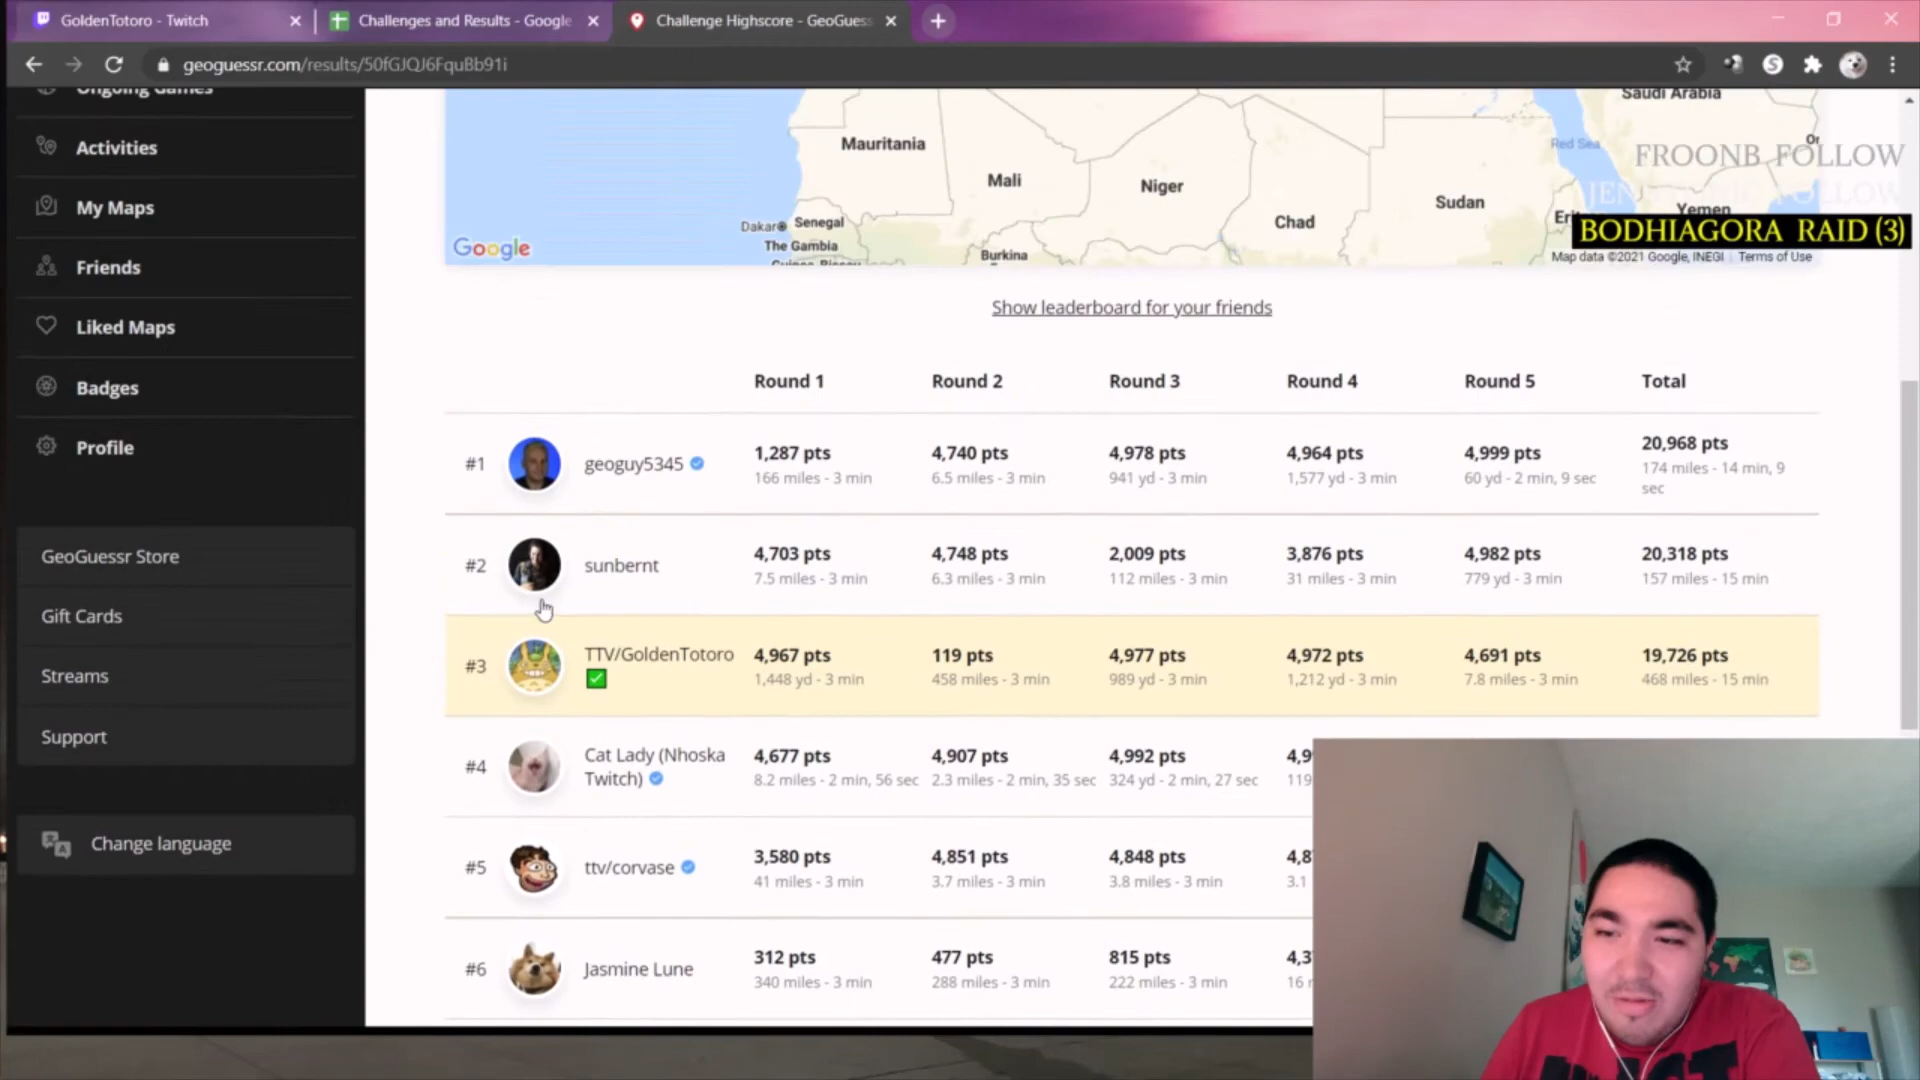 GoldenTotoro - Twitch
Challenges and Results - Google
Challenge Highscore - GeoGuess
geoguessr.com/results/50fGJQJ6FquBb91i
Ongoing Games
Activities
My Maps
Friends
Liked Maps
Badges
Profile
GeoGuessr Store
Gift Cards
Streams
Support
Change language
Saudi Arabia
Mauritania
Mali
Niger
Chad
Sudan
Red Sea
Yemen
Dakar
Senegal
The Gambia
Burkina
Google
Map data ©2021 Google, INEGI
Terms of Use
FROONB FOLLOW
BODHIAGORA RAID (3)
Show leaderboard for your friends
Round 1 Round 2 Round 3 Round 4 Round 5 Total
#1 geoguy5345 1,287 pts 4,740 pts 4,978 pts 4,964 pts 4,999 pts 20,968 pts
166 miles - 3 min 6.5 miles - 3 min 941 yd - 3 min 1,577 yd - 3 min 60 yd - 2 min, 9 sec 174 miles - 14 min, 9
sec
#2 sunbernt 4,703 pts 4,748 pts 2,009 pts 3,876 pts 4,982 pts 20,318 pts
7.5 miles - 3 min 6.3 miles - 3 min 112 miles - 3 min 31 miles - 3 min 779 yd - 3 min 157 miles - 15 min
#3 TTV/GoldenTotoro 4,967 pts 119 pts 4,977 pts 4,972 pts 4,691 pts 19,726 pts
1,448 yd - 3 min 458 miles - 3 min 989 yd - 3 min 1,212 yd - 3 min 7.8 miles - 3 min 468 miles - 15 min
#4 Cat Lady (Nhoska 4,677 pts 4,907 pts 4,992 pts 4,9
Twitch) 8.2 miles - 2 min, 56 sec 2.3 miles - 2 min, 35 sec 324 yd - 2 min, 27 sec 119
#5 ttv/corvase 3,580 pts 4,851 pts 4,848 pts 4,8
41 miles - 3 min 3.7 miles - 3 min 3.8 miles - 3 min 3.1
#6 Jasmine Lune 312 pts 477 pts 815 pts 4,3
340 miles - 3 min 288 miles - 3 min 222 miles - 3 min 16